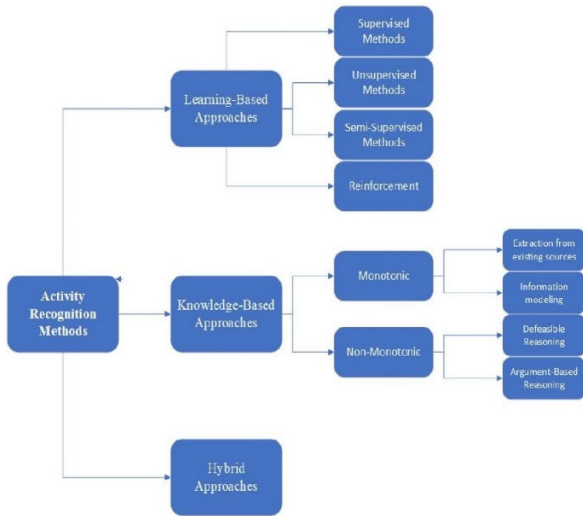 Supervised
Methods
Learning-Based
Approaches
Unsupervised
Methods
Semi-Supervised
Methods
Reinforcement
Activity
Recognition
Methods
Knowledge-Based
Approaches
Monotonic
Extraction from
existing sources
Information
modeling
Non-Monotonic
Defeasible
Reasoning
Argument-Based
Reasoning
Hybrid
Approaches